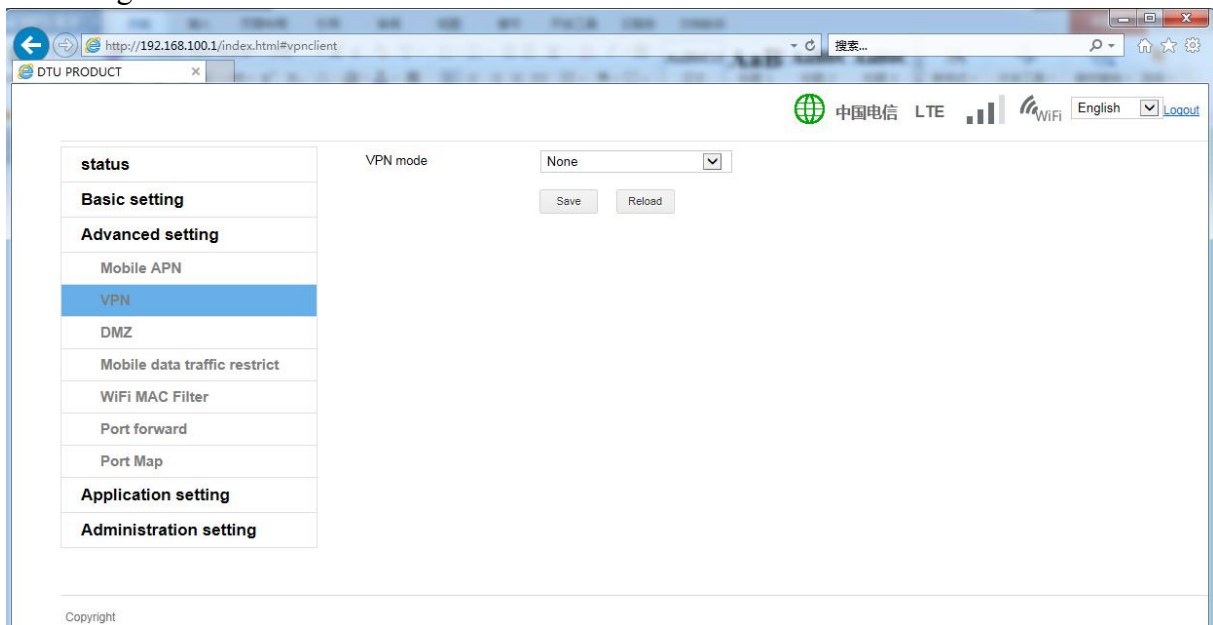 http://192.168.100.1/index.html#vpnclient
搜索...
DTU PRODUCT
中国电信 LTE WiFi English Logout
status
VPN mode None
Basic setting
Save Reload
Advanced setting
Mobile APN
VPN
DMZ
Mobile data traffic restrict
WiFi MAC Filter
Port forward
Port Map
Application setting
Administration setting
Copyright